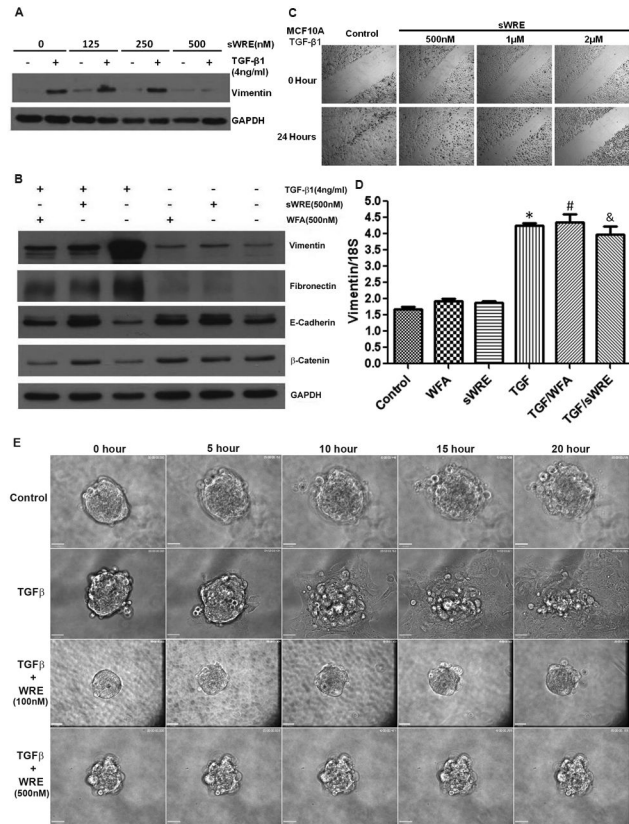 A
0 125 250 500 sWRE(nM)
- + - + - + - + TGF-β1
(4ng/ml)
Vimentin
GAPDH
B
+ + + - - - TGF-β1(4ng/ml)
- + - - + - sWRE(500nM)
+ - - + - - WFA(500nM)
Vimentin
Fibronectin
E-Cadherin
β-Catenin
GAPDH
C
sWRE
MCF10A
TGF-β1
Control 500nM 1μM 2μM
0 Hour
24 Hours
D
Vimentin/18S
5.0
4.5
4.0
3.5
3.0
2.5
2.0
1.5
1.0
0.5
0.0
* # &
Control WFA sWRE TGF TGF/WFA TGF/sWRE
E
0 hour 5 hour 10 hour 15 hour 20 hour
Control
TGFβ
TGFβ
+
WRE
(100nM)
TGFβ
+
WRE
(500nM)